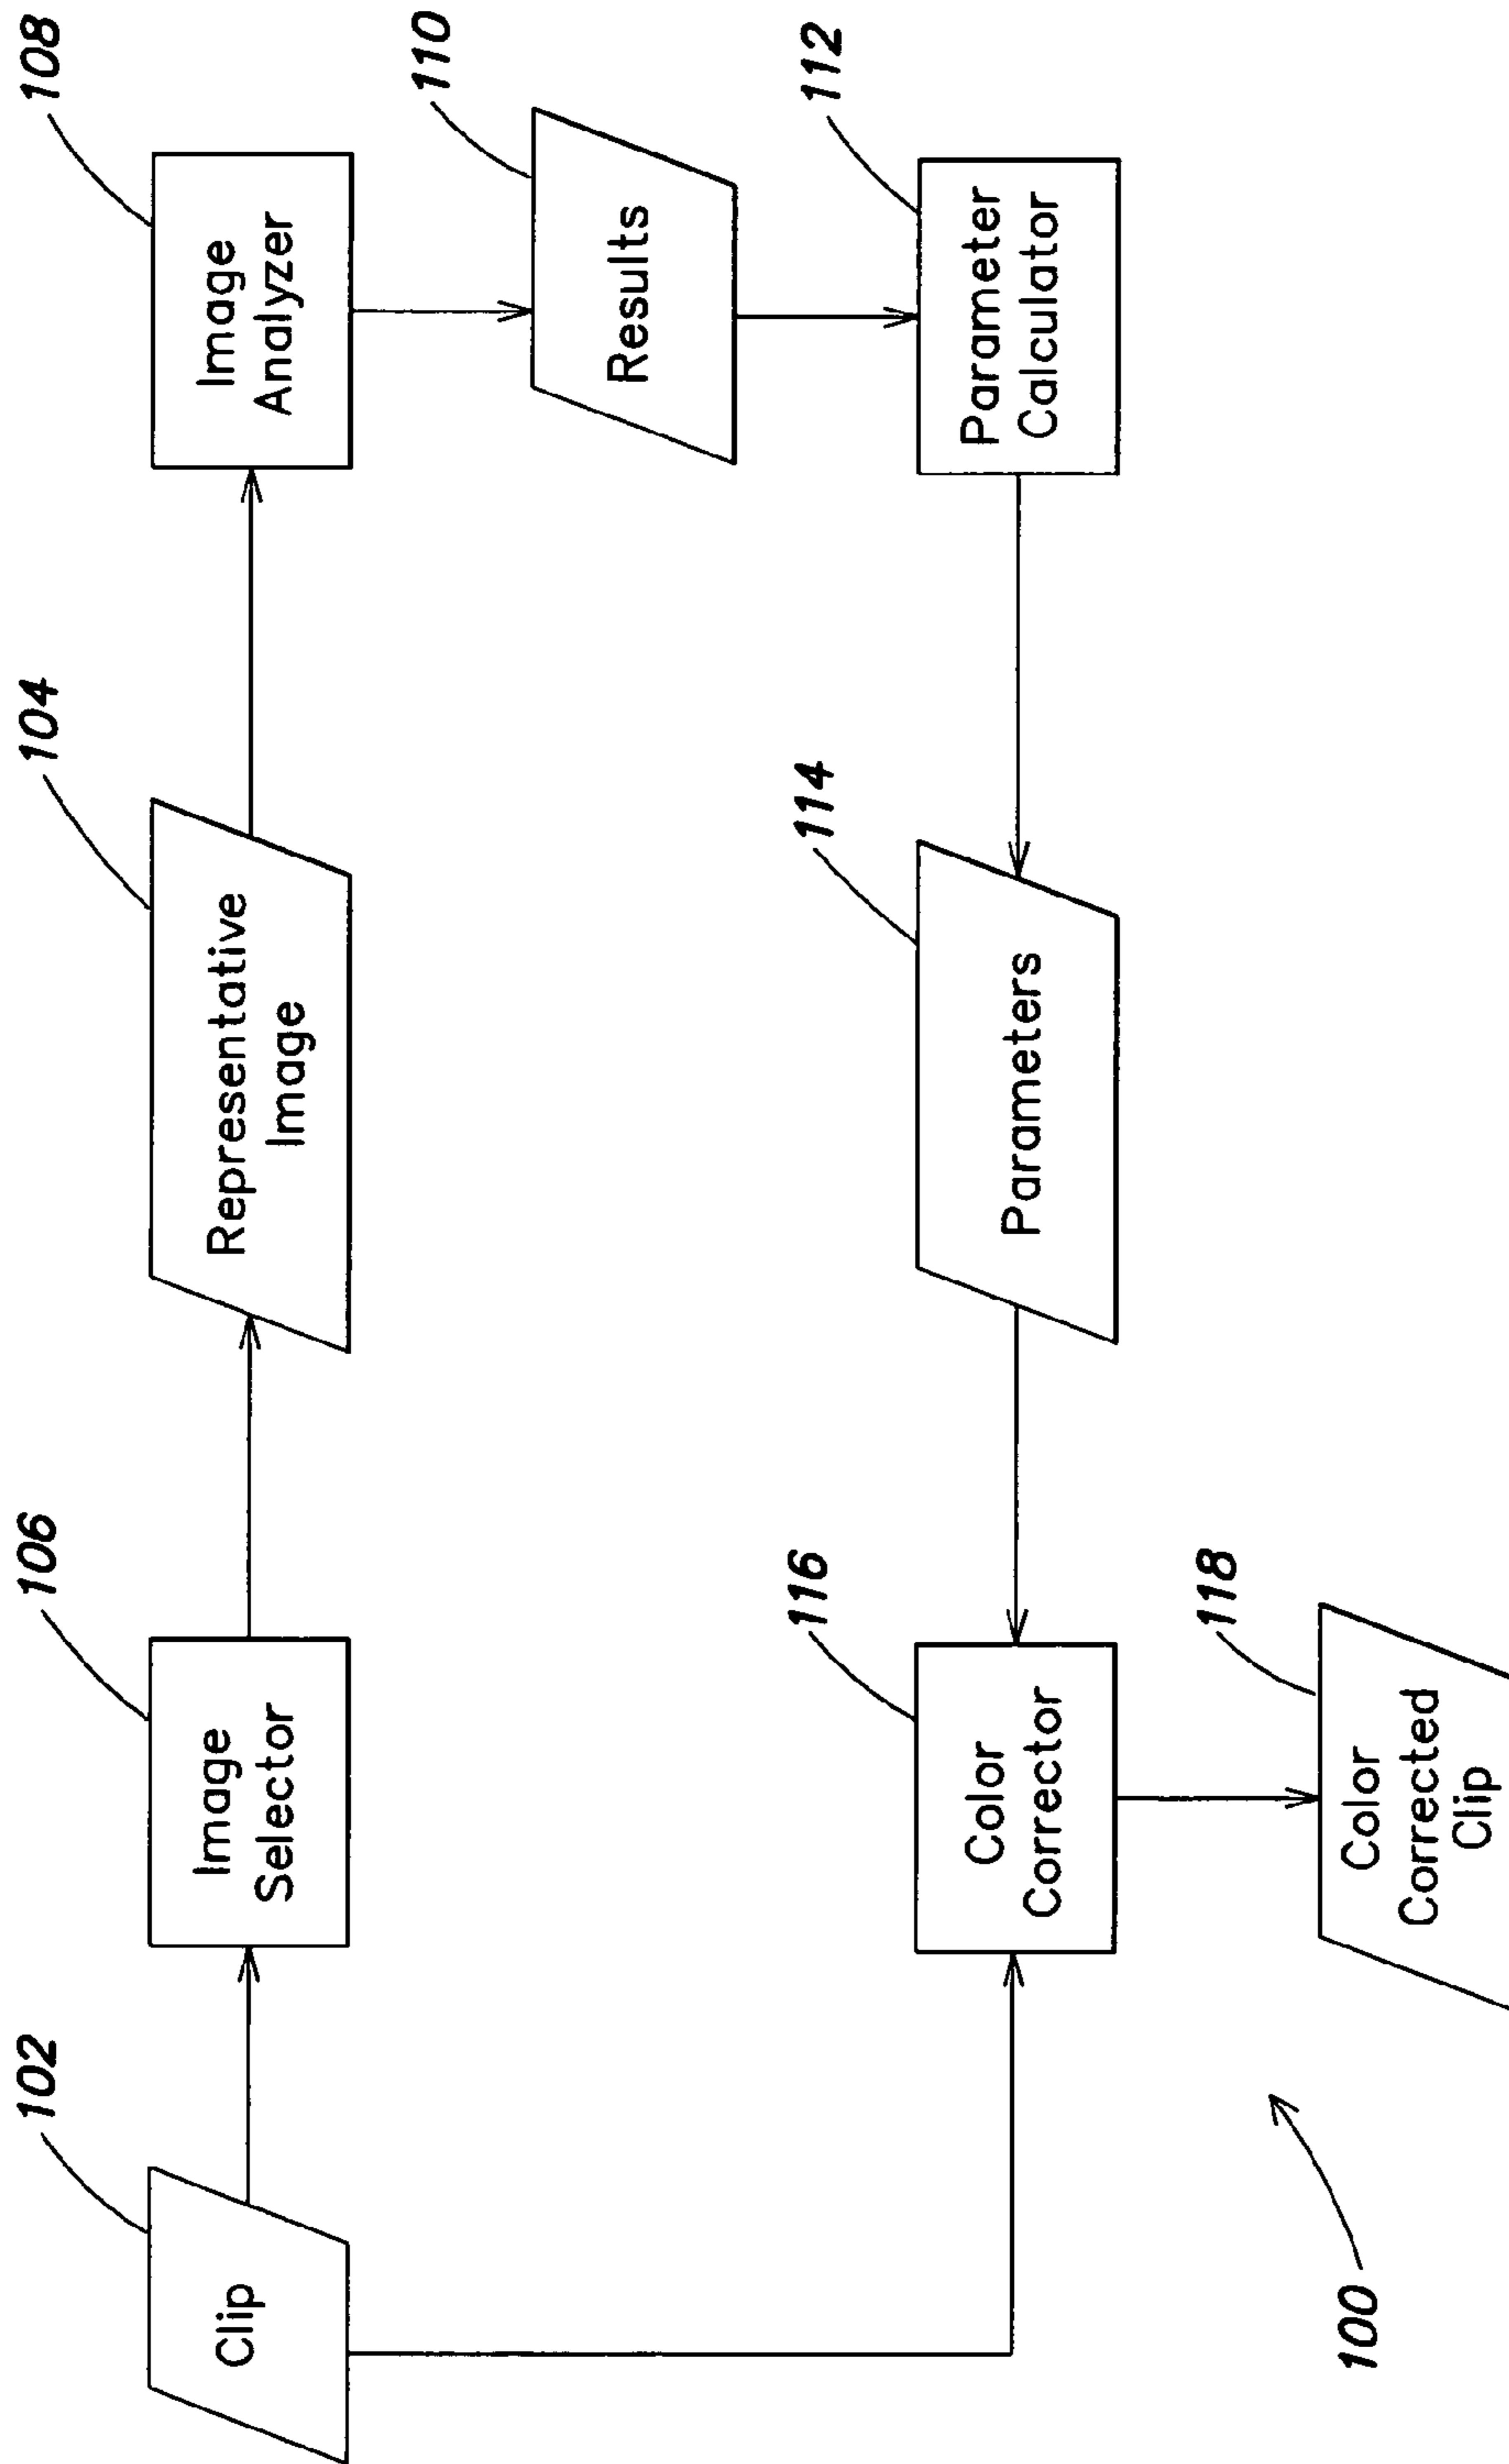 102
106
104
108
Clip
Image
Selector
Representative
Image
Image
Analyzer
110
Results
116
114
112
Color
Corrector
Parameters
Parameter
Calculator
118
100
Color
Corrected
Clip